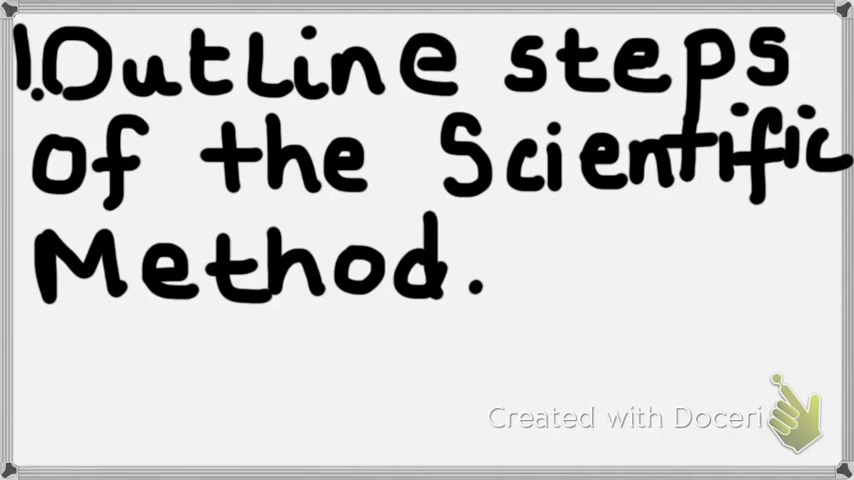 1.Outline steps
of the Scientific
Method.
Created with Doceri